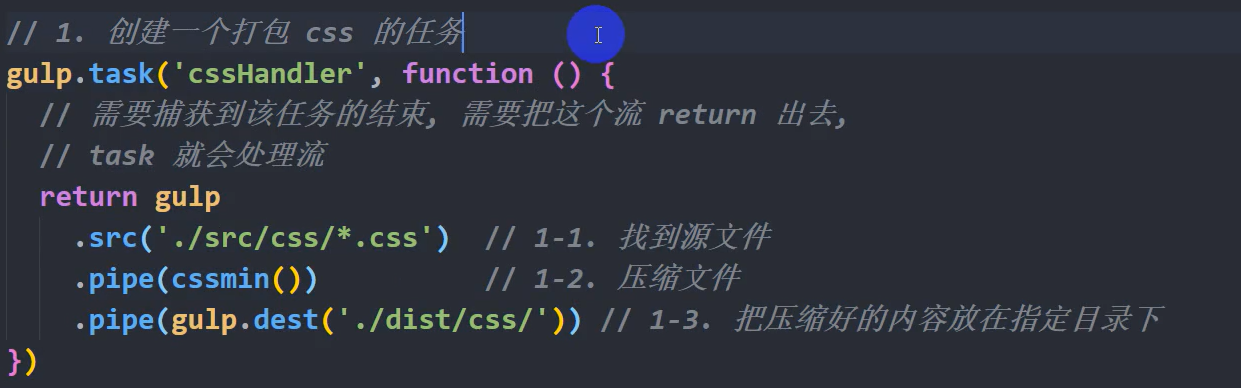 // 1. 创建一个打包 css 的任务
gulp.task('cssHandler', function () {
  // 需要捕获到该任务的结束, 需要把这个流 return 出去,
  // task 就会处理流
  return gulp
    .src('./src/css/*.css')  // 1-1. 找到源文件
    .pipe(cssmin())          // 1-2. 压缩文件
    .pipe(gulp.dest('./dist/css/')) // 1-3. 把压缩好的内容放在指定目录下
})